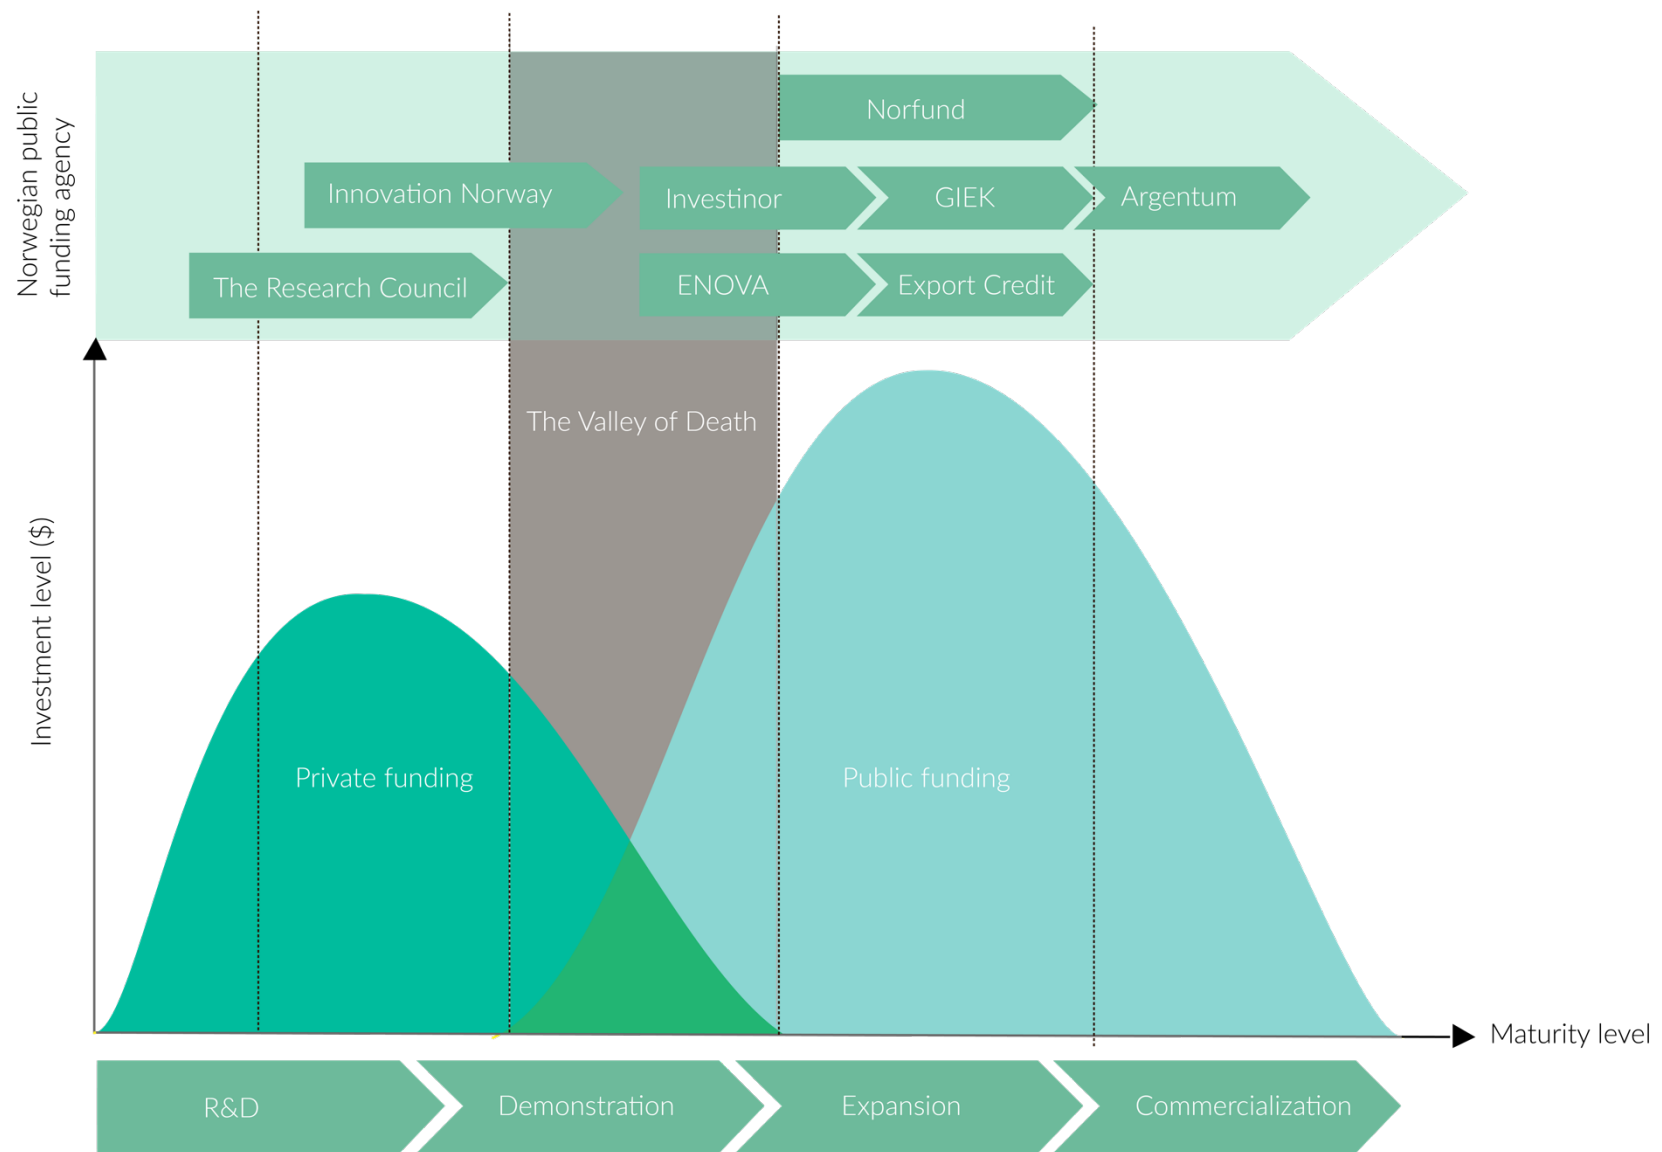 Norwegian public
funding agency
Norfund
Innovation Norway
Investinor
GIEK
Argentum
The Research Council
ENOVA
Export Credit
The Valley of Death
Investment level ($)
Private funding
Public funding
Maturity level
R&D
Demonstration
Expansion
Commercialization